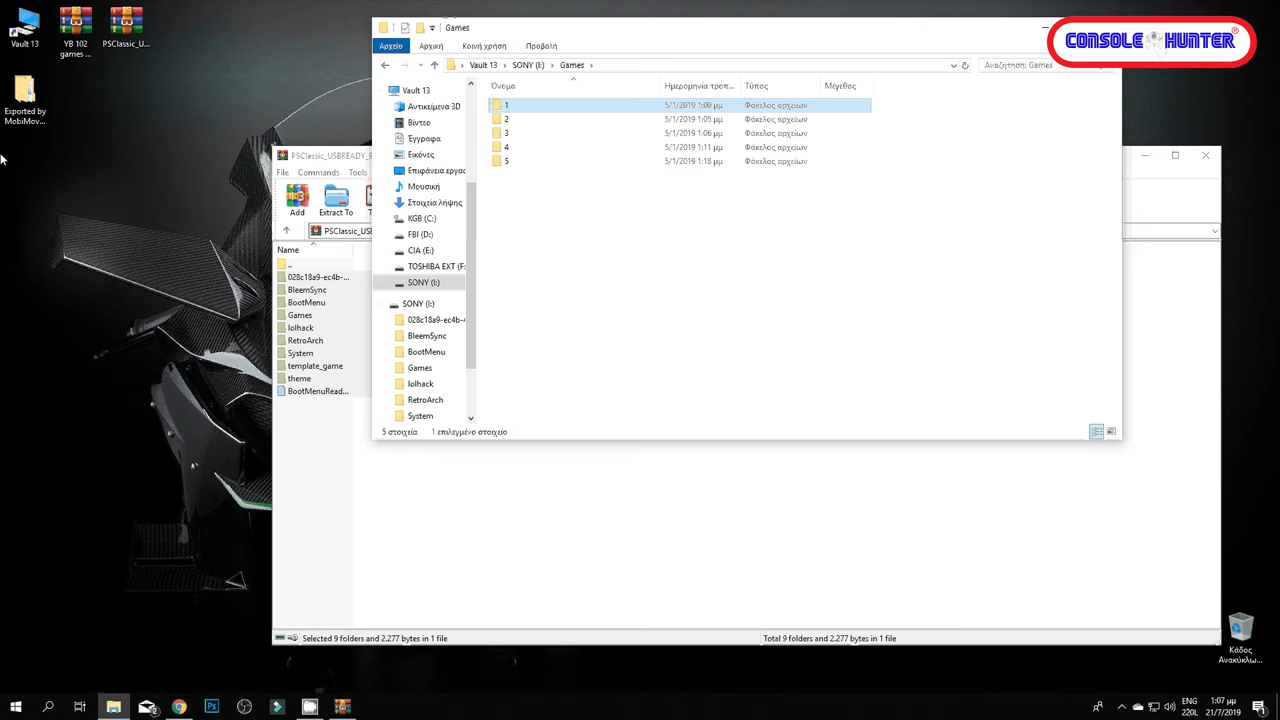 Vault 13
YB 102
games ...
PSClassic_U...
Exported by
MobiMov...
Games
Αρχείο
Αρχική
Κοινή χρήση
Προβολή
CONSOLE HUNTER®
Vault 13 > SONY (I:) > Games >
Αναζήτηση: Games
Όνομα
Ημερομηνία τροπ...
Τύπος
Μέγεθος
1 5/1/2019 1:00 μμ Φάκελος αρχείων
2 5/1/2019 1:05 μμ Φάκελος αρχείων
3 5/1/2019 1:06 μμ Φάκελος αρχείων
4 5/1/2019 1:11 μμ Φάκελος αρχείων
5 5/1/2019 1:18 μμ Φάκελος αρχείων
Vault 13
Αντικείμενα 3D
Βίντεο
Έγγραφα
Εικόνες
Επιφάνεια εργασ
Μουσική
Στοιχεία λήψης
KGB (C:)
FBI (D:)
CIA (E:)
TOSHIBA EXT (F:
SONY (I:)
SONY (I:)
028c18a9-ec4b-4
BleemSync
BootMenu
Games
lolhack
RetroArch
System
5 στοιχεία
1 επιλεγμένο στοιχείο
PSClassic_USBREADY_B
File
Commands
Tools
Add
Extract To
PSClassic_USB
Name
..
028c18a9-ec4b-...
BleemSync
BootMenu
Games
lolhack
RetroArch
System
template_game
theme
BootMenuRead...
Selected 9 folders and 2.277 bytes in 1 file
Total 9 folders and 2.277 bytes in 1 file
Κάδος
Ανακύκλω...
Ps
2
ENG
220L
1:07 μμ
21/7/2019
1